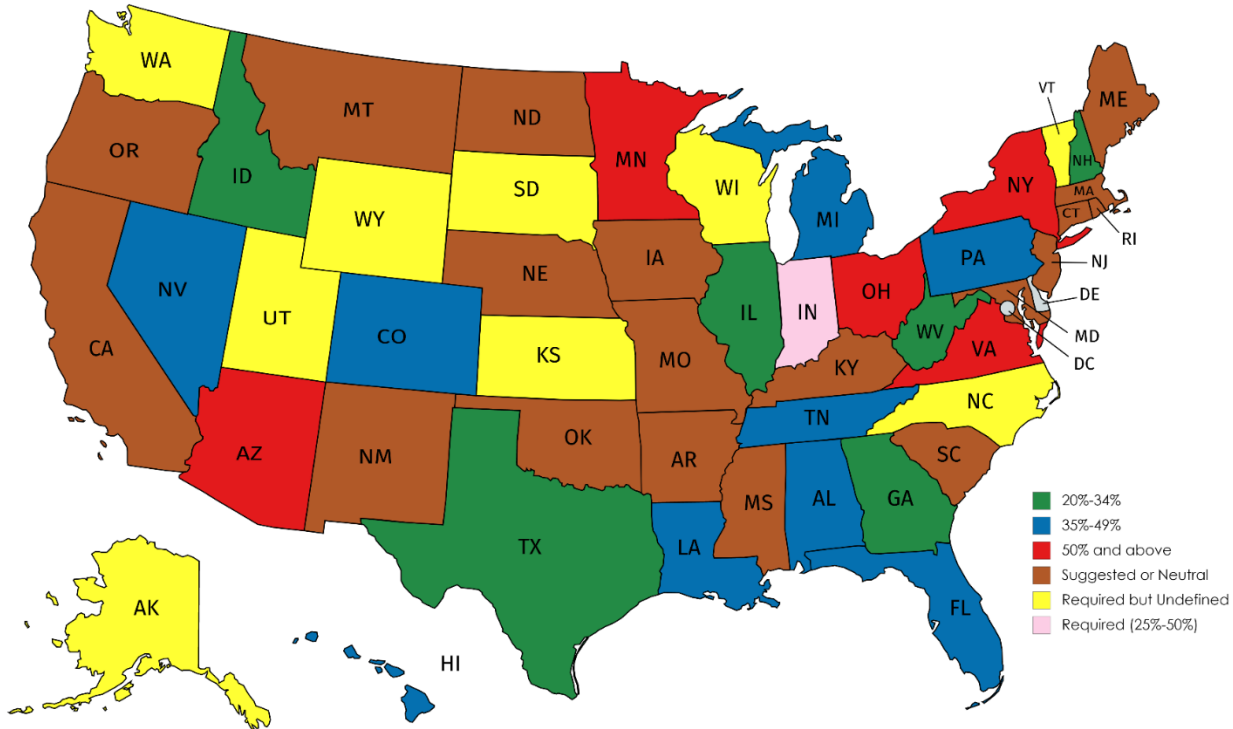 WA
MT
ND
MN
VT
ME
OR
ID
SD
WI
NY
NH
WY
MI
MA
CT
RI
NE
IA
PA
NJ
NV
UT
CO
IL
IN
OH
DE
CA
KS
MO
WV
MD
KY
VA
DC
NC
TN
AZ
NM
OK
AR
SC
MS
AL
GA
TX
LA
FL
AK
HI
20%-34%
35%-49%
50% and above
Suggested or Neutral
Required but Undefined
Required (25%-50%)